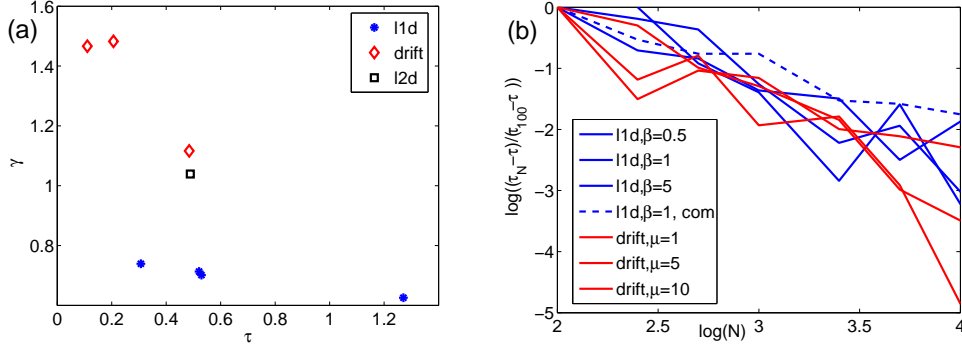 (a)
1.6
1.4
1.2
1
0.8
γ
0
0.2
0.4
0.6
0.8
1
1.2
τ
l1d
drift
l2d
(b)
0
−1
−2
−3
−4
−5
log((τN−τ)/(τ100−τ ))
2
2.5
3
3.5
4
log(N)
l1d,β=0.5
l1d,β=1
l1d,β=5
l1d,β=1, com
drift,μ=1
drift,μ=5
drift,μ=10